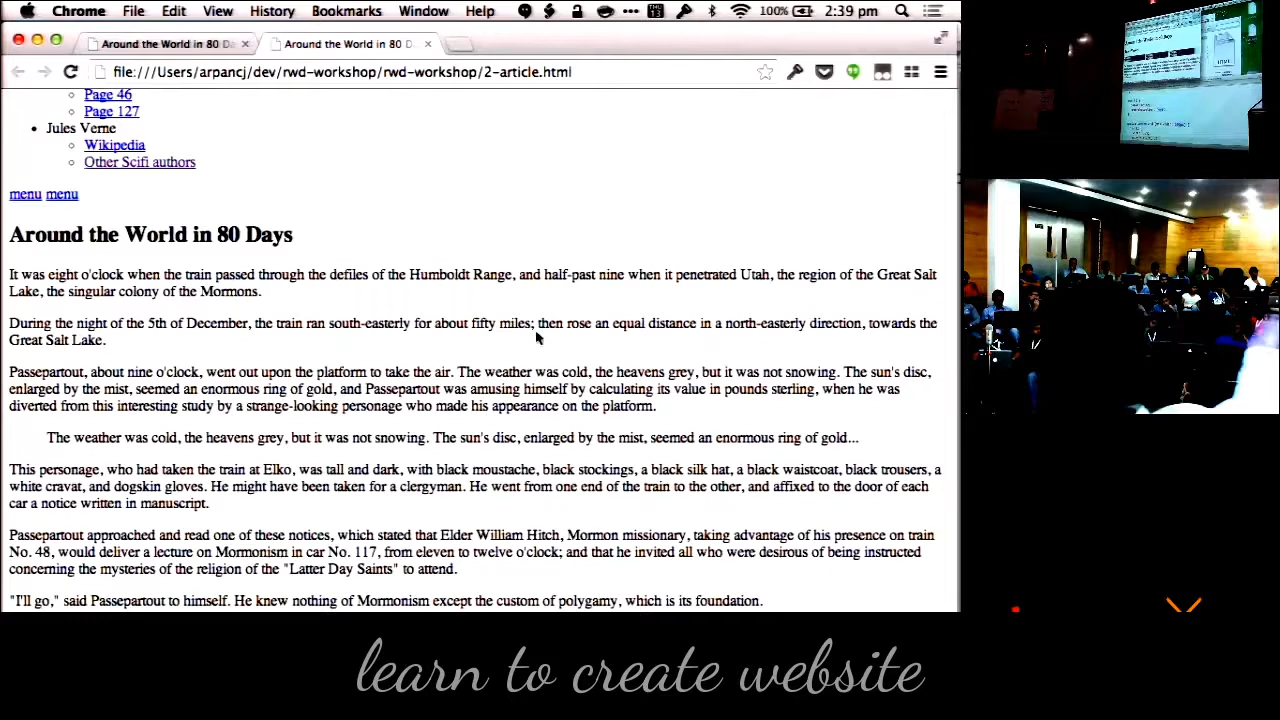 Chrome File Edit View History Bookmarks Window Help THU 13 100% 2:39 pm
Around the World in 80 Da Around the World in 80 D
file:///Users/arpancj/dev/rwd-workshop/rwd-workshop/2-article.html
Page 46
Page 127
Jules Verne
Wikipedia
Other Scifi authors
menu menu
Around the World in 80 Days
It was eight o'clock when the train passed through the defiles of the Humboldt Range, and half-past nine when it penetrated Utah, the region of the Great Salt
Lake, the singular colony of the Mormons.
During the night of the 5th of December, the train ran south-easterly for about fifty miles; then rose an equal distance in a north-easterly direction, towards the
Great Salt Lake.
Passepartout, about nine o'clock, went out upon the platform to take the air. The weather was cold, the heavens grey, but it was not snowing. The sun's disc,
enlarged by the mist, seemed an enormous ring of gold, and Passepartout was amusing himself by calculating its value in pounds sterling, when he was
diverted from this interesting study by a strange-looking personage who made his appearance on the platform.
The weather was cold, the heavens grey, but it was not snowing. The sun's disc, enlarged by the mist, seemed an enormous ring of gold...
This personage, who had taken the train at Elko, was tall and dark, with black moustache, black stockings, a black silk hat, a black waistcoat, black trousers, a
white cravat, and dogskin gloves. He might have been taken for a clergyman. He went from one end of the train to the other, and affixed to the door of each
car a notice written in manuscript.
Passepartout approached and read one of these notices, which stated that Elder William Hitch, Mormon missionary, taking advantage of his presence on train
No. 48, would deliver a lecture on Mormonism in car No. 117, from eleven to twelve o'clock; and that he invited all who were desirous of being instructed
concerning the mysteries of the religion of the "Latter Day Saints" to attend.
"I'll go," said Passepartout to himself. He knew nothing of Mormonism except the custom of polygamy, which is its foundation.
learn to create website